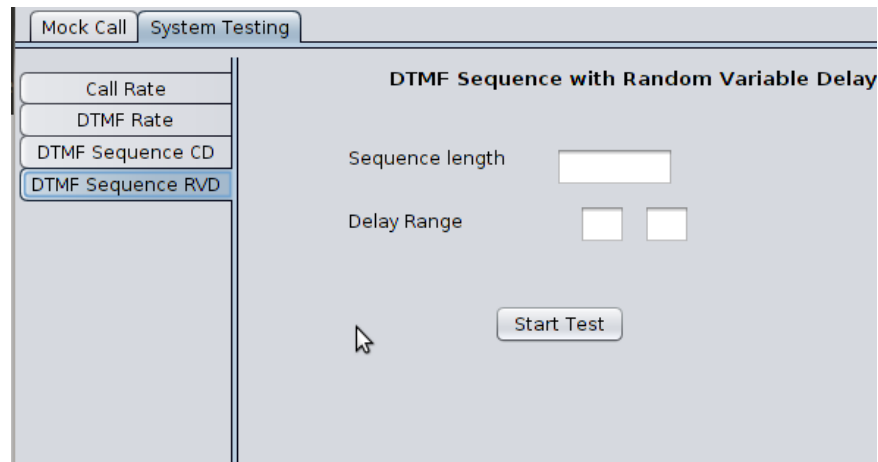 Mock Call
System Testing
Call Rate
DTMF Rate
DTMF Sequence CD
DTMF Sequence RVD
DTMF Sequence with Random Variable Delay
Sequence length
Delay Range
Start Test